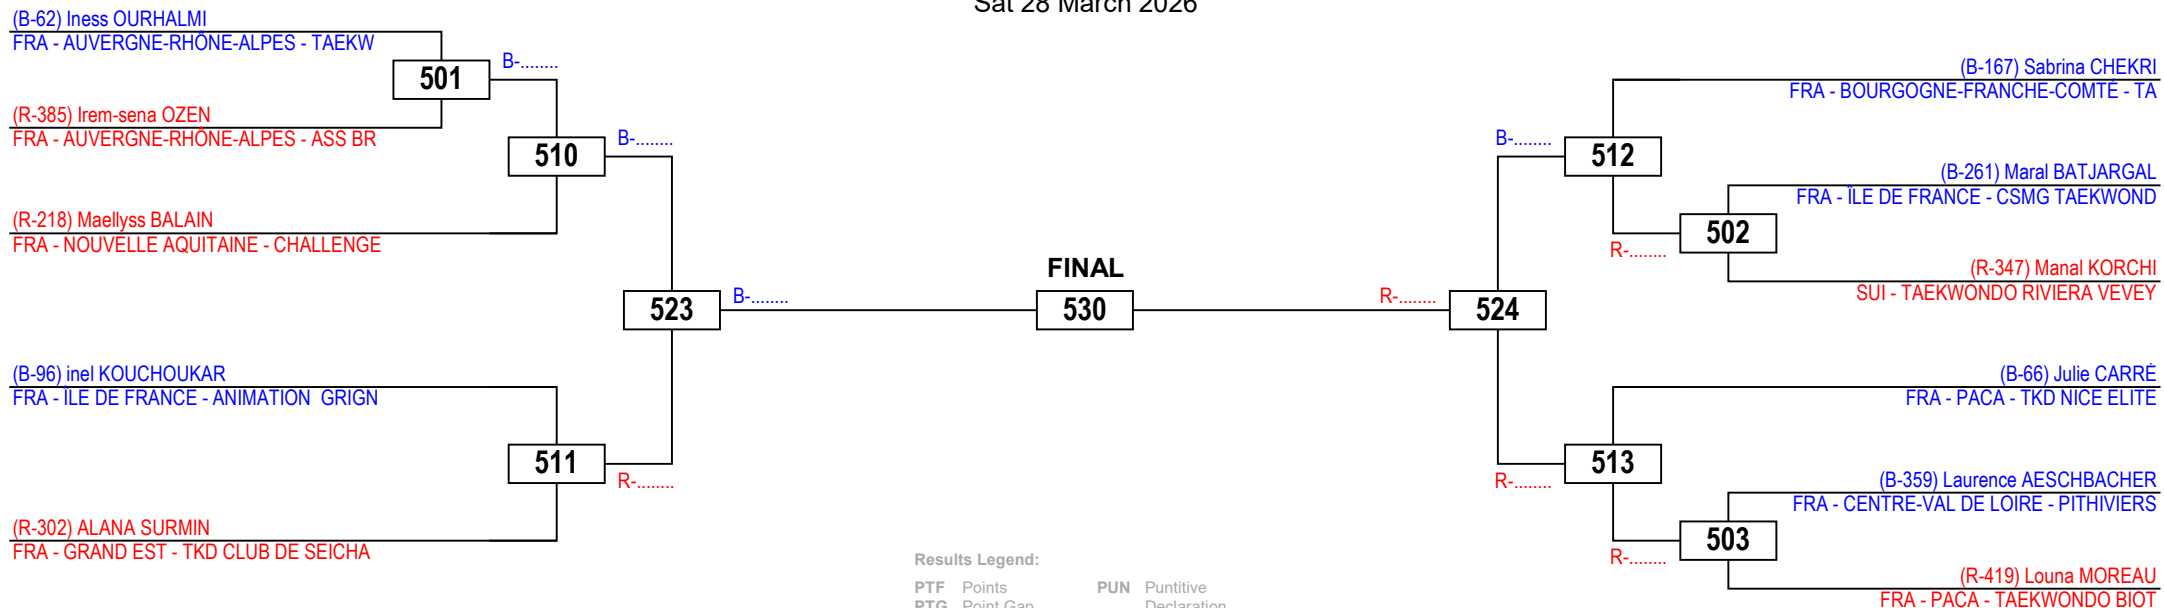 Sat 28 March 2026
(B-62) Iness OURHALMI
FRA - AUVERGNE-RHÔNE-ALPES - TAEKW
501
B-........
(R-385) Irem-sena OZEN
FRA - AUVERGNE-RHÔNE-ALPES - ASS BR
510
B-........
(R-218) Maellyss BALAIN
FRA - NOUVELLE AQUITAINE - CHALLENGE
523
B-........
(B-96) inel KOUCHOUKAR
FRA - ÎLE DE FRANCE - ANIMATION  GRIGN
511
R-........
(R-302) ALANA SURMIN
FRA - GRAND EST - TKD CLUB DE SEICHA
FINAL
530
(B-167) Sabrina CHEKRI
FRA - BOURGOGNE-FRANCHE-COMTÉ - TA
B-........
512
(B-261) Maral BATJARGAL
FRA - ÎLE DE FRANCE - CSMG TAEKWOND
502
R-........
(R-347) Manal KORCHI
SUI - TAEKWONDO RIVIERA VEVEY
R-........
524
(B-66) Julie CARRÉ
FRA - PACA - TKD NICE ELITE
513
R-........
(B-359) Laurence AESCHBACHER
FRA - CENTRE-VAL DE LOIRE - PITHIVIERS
503
R-........
(R-419) Louna MOREAU
FRA - PACA - TAEKWONDO BIOT
Results Legend:
PTF Points PUN Puntitive
PTG Point Gap Declaration